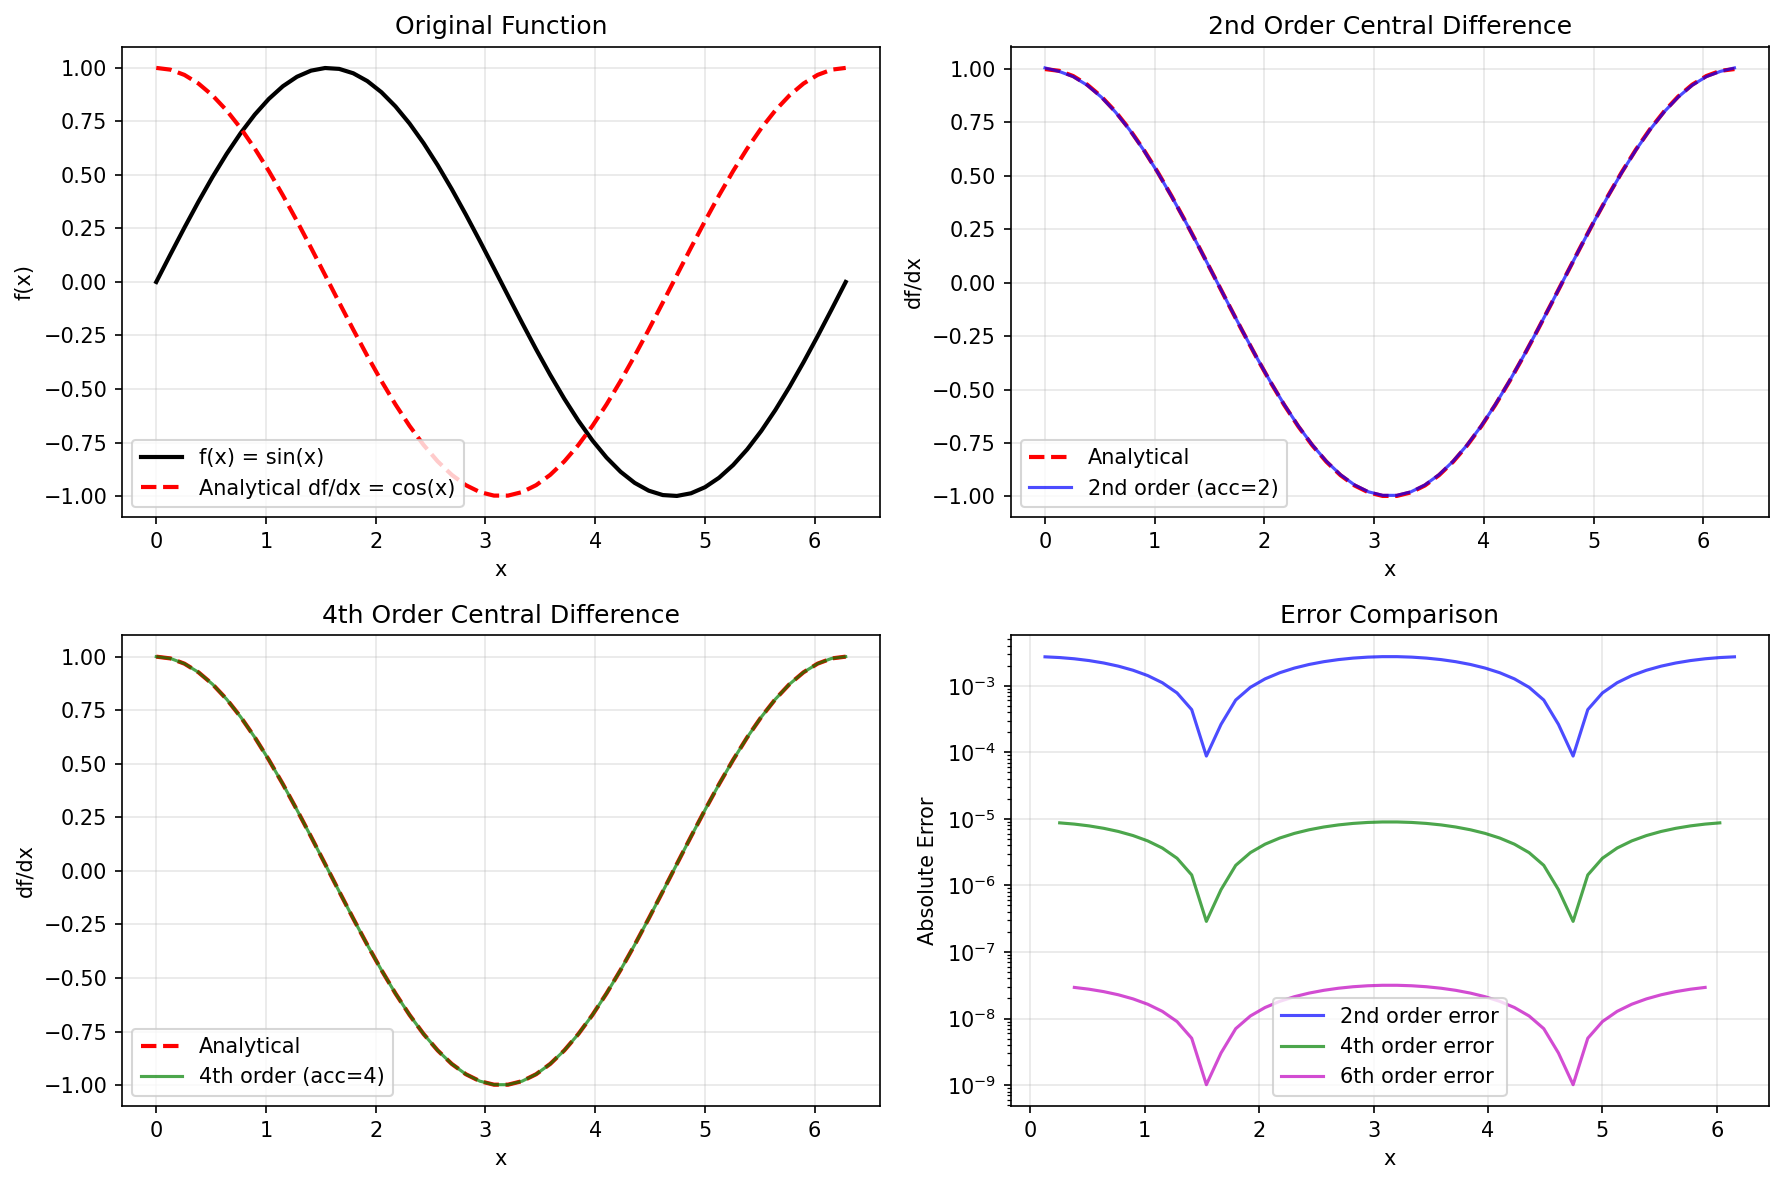 Original Function
f(x)
1.00
0.75
0.50
0.25
0.00
−0.25
−0.50
−0.75
−1.00
f(x) = sin(x)
Analytical df/dx = cos(x)
0 1 2 3 4 5 6
x
2nd Order Central Difference
df/dx
1.00
0.75
0.50
0.25
0.00
−0.25
−0.50
−0.75
−1.00
Analytical
2nd order (acc=2)
0 1 2 3 4 5 6
x
4th Order Central Difference
df/dx
1.00
0.75
0.50
0.25
0.00
−0.25
−0.50
−0.75
−1.00
Analytical
4th order (acc=4)
0 1 2 3 4 5 6
x
Error Comparison
Absolute Error
10⁻³
10⁻⁴
10⁻⁵
10⁻⁶
10⁻⁷
10⁻⁸
10⁻⁹
2nd order error
4th order error
6th order error
0 1 2 3 4 5 6
x